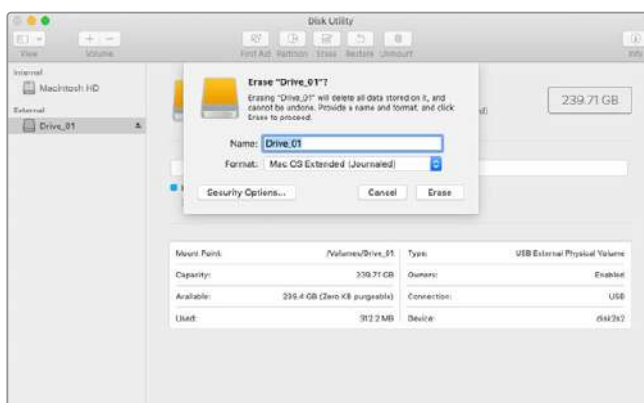 Disk Utility
View
Volume
First Aid
Partition
Erase
Restore
Unmount
Info
Internal
Macintosh HD
External
Drive_01
Erase "Drive_01"?
Erasing "Drive_01" will delete all data stored on it, and
cannot be undone. Provide a name and format, and click
Erase to proceed.
Name: Drive_01
Format: Mac OS Extended (Journaled)
Security Options...
Cancel
Erase
239.71 GB
Mount Point: /Volumes/Drive_01
Type: USB External Physical Volume
Capacity: 239.71 GB
Owners: Enabled
Available: 239.4 GB (Zero KB purgeable)
Connection: USB
Used: 312.2 MB
Device: disk2s2